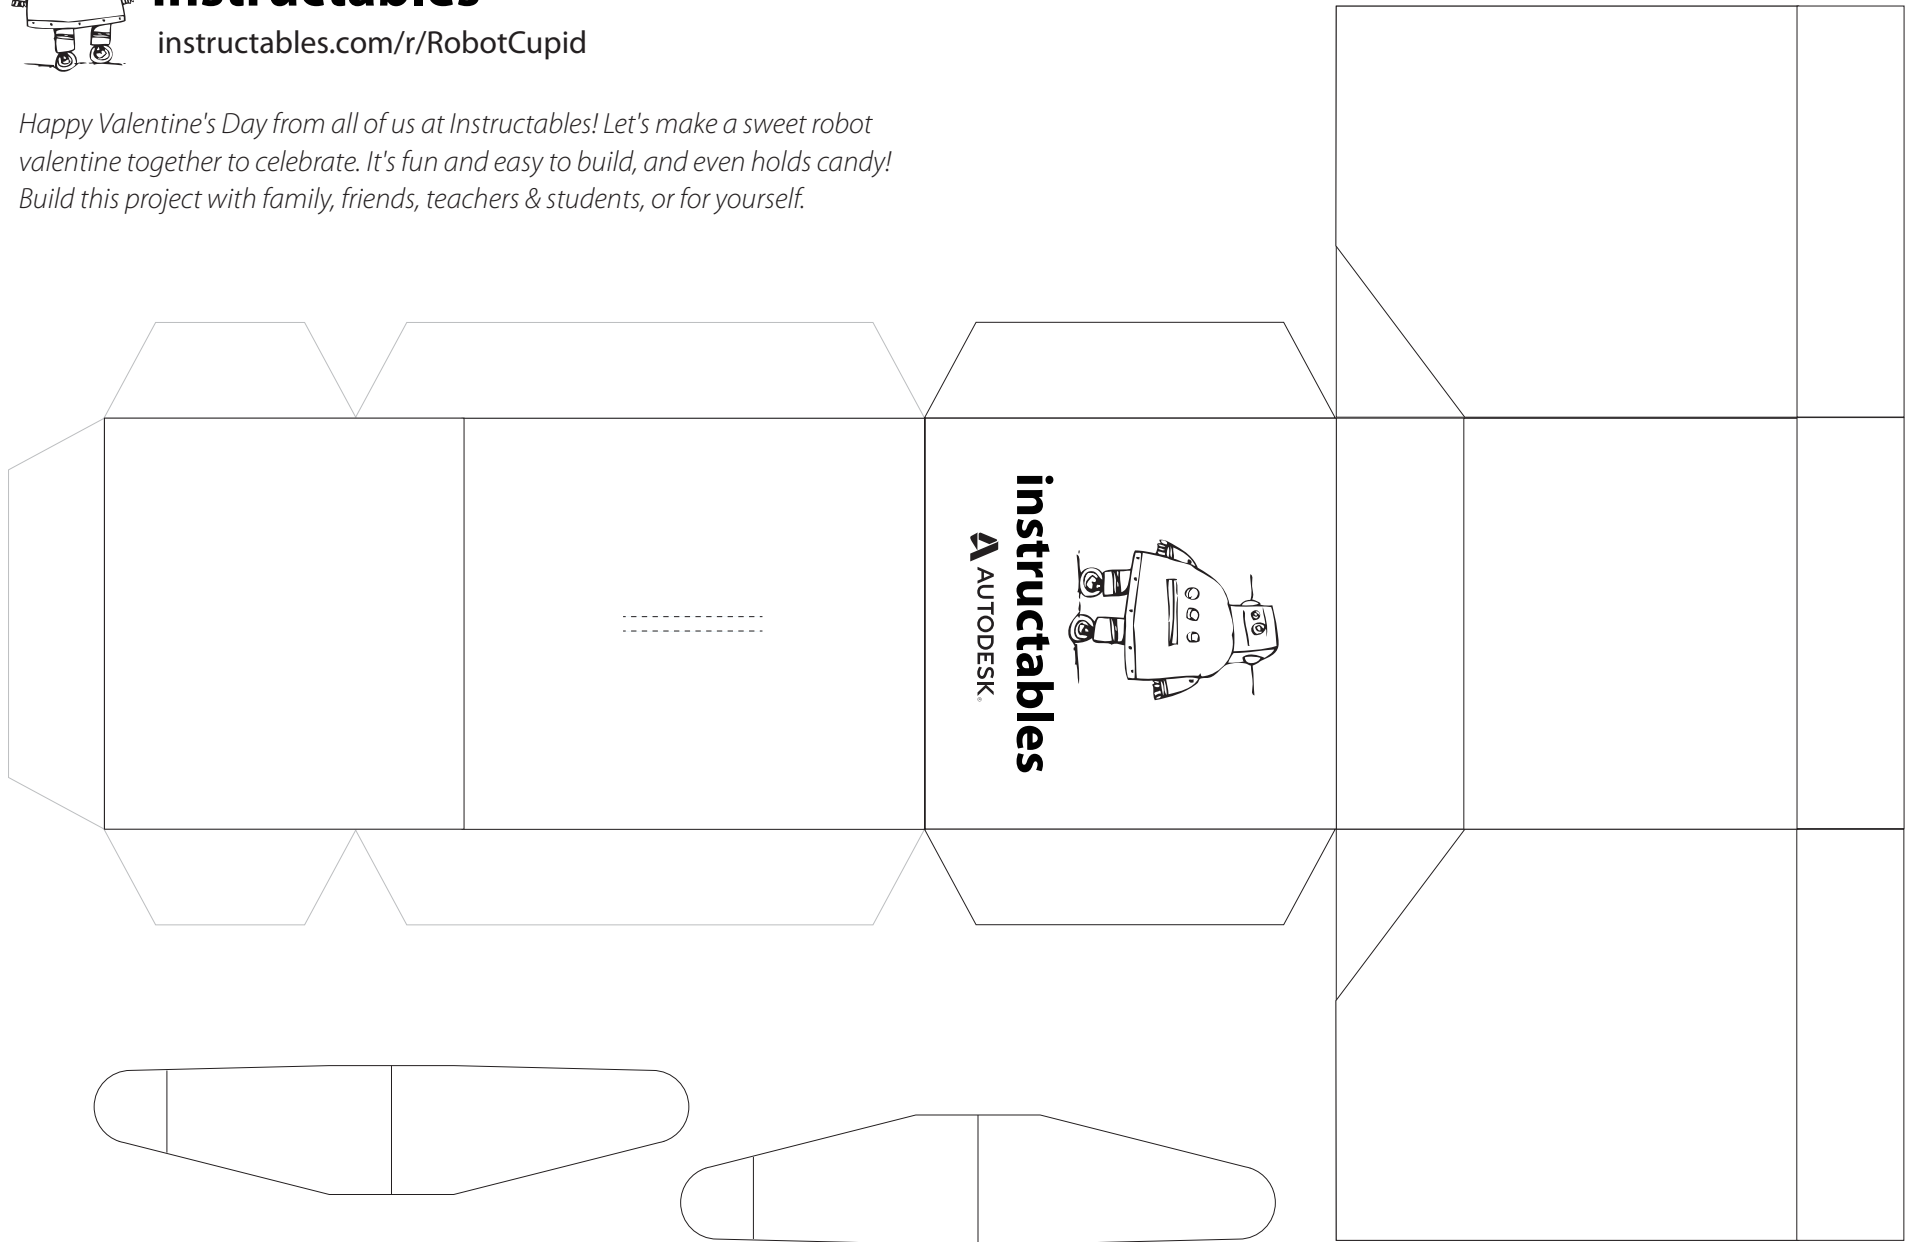 instructables
instructables.com/r/RobotCupid
Happy Valentine's Day from all of us at Instructables! Let's make a sweet robot
valentine together to celebrate. It's fun and easy to build, and even holds candy!
Build this project with family, friends, teachers & students, or for yourself.
instructables
AUTODESK®